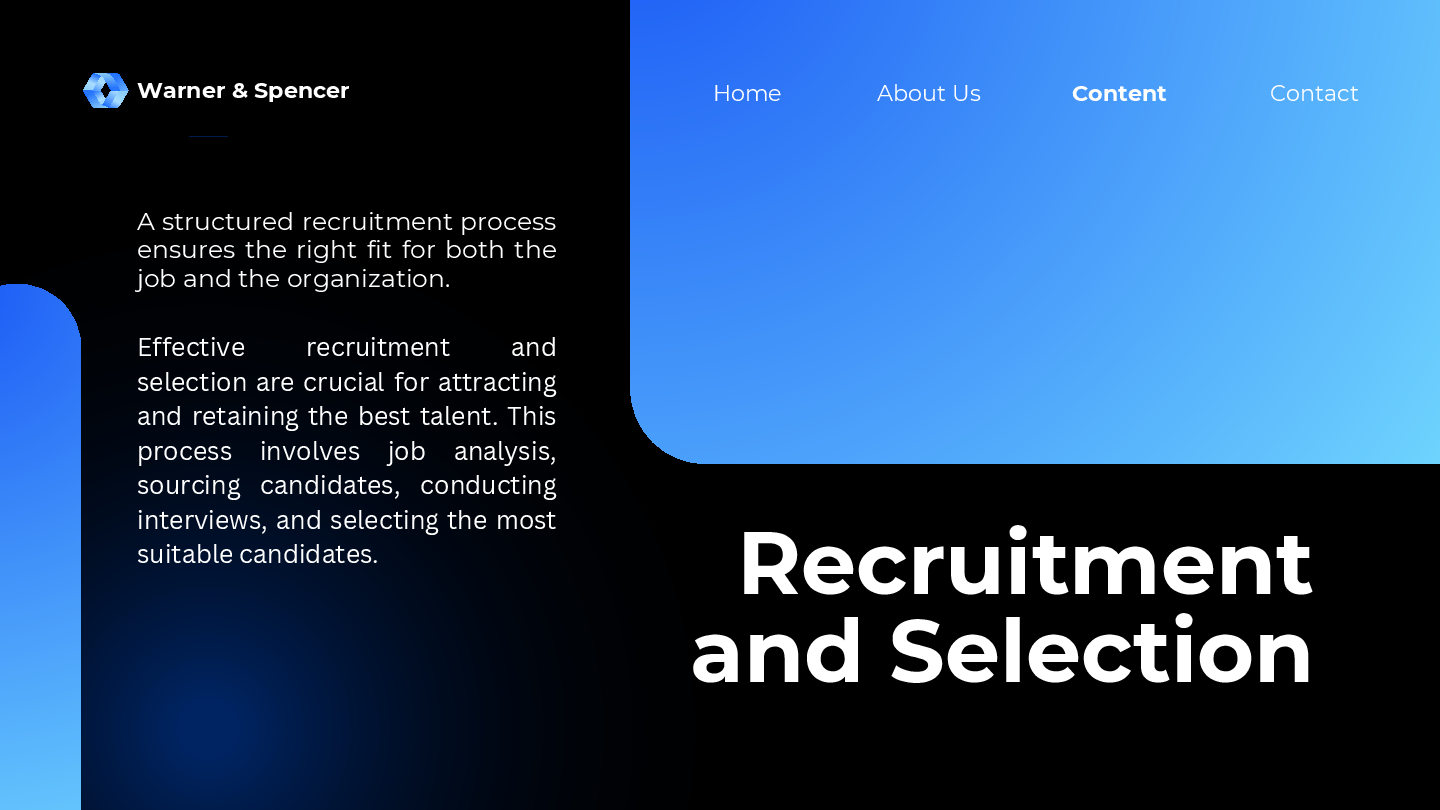 Warner & Spencer
Home About Us Content Contact
A structured recruitment process
ensures the right fit for both the
job and the organization.
Effective recruitment and
selection are crucial for attracting
and retaining the best talent. This
process involves job analysis,
sourcing candidates, conducting
interviews, and selecting the most
suitable candidates.
Recruitment
and Selection